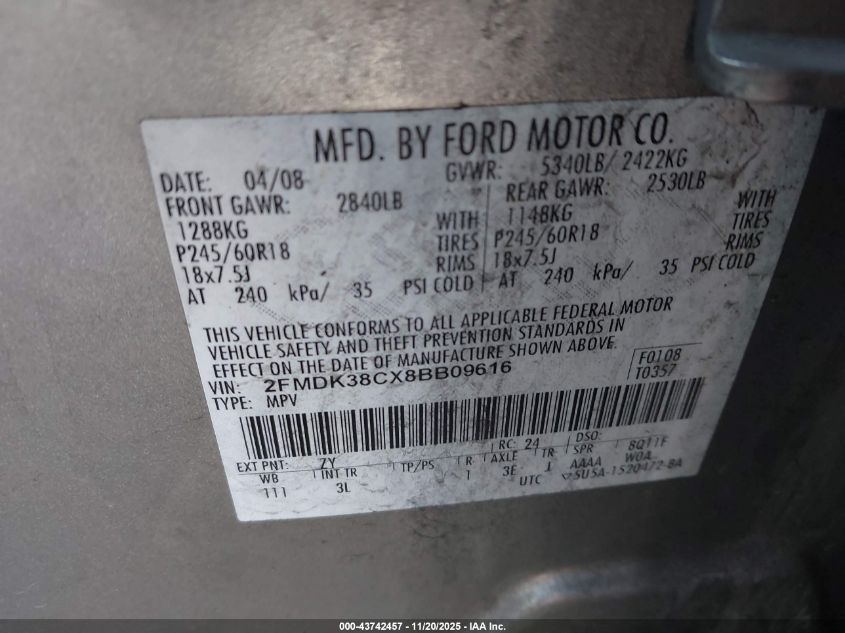 MFD. BY FORD MOTOR CO.
DATE: 04/08 GVWR: 5340LB/ 2422KG
FRONT GAWR: 2840LB REAR GAWR: 2530LB
1288KG WITH 1148KG WITH
P245/60R18 TIRES P245/60R18 TIRES
18x7.5J RIMS 18x7.5J RIMS
AT 240 kPa/ 35 PSI COLD AT 240 kPa/ 35 PSI COLD
THIS VEHICLE CONFORMS TO ALL APPLICABLE FEDERAL MOTOR
VEHICLE SAFETY AND THEFT PREVENTION STANDARDS IN
EFFECT ON THE DATE OF MANUFACTURE SHOWN ABOVE.
VIN: 2FMDK38CX8BB09616 F0108
TYPE: MPV T0357
EXT PNT: ZY RC: 24 DSO:
WB INT TR TP/PS R AXLE TR SPR 8Q11F
111 3L 1 3E J AAAA W0A
UTC 5U5A-1520472-BA
000-43742457 - 11/20/2025 - IAA Inc.